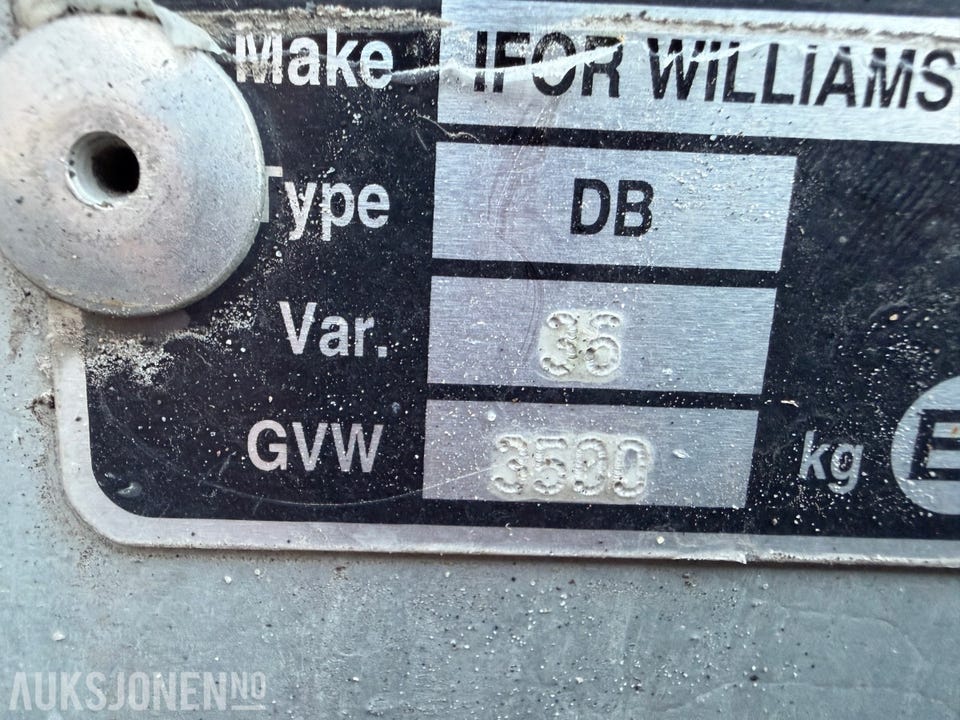 Make IFOR WILLIAMS
Type DB
Var. 36
GVW 3500 kg
E
AUKSJONEN NO